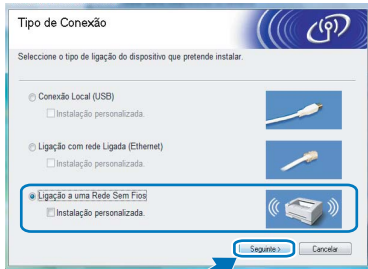 Tipo de Conexão
Seleccione o tipo de ligação do dispositivo que pretende instalar.
Conexão Local (USB)
Instalação personalizada.
Ligação com rede Ligada (Ethernet)
Instalação personalizada.
Ligação a uma Rede Sem Fios
Instalação personalizada.
Seguinte > Cancelar